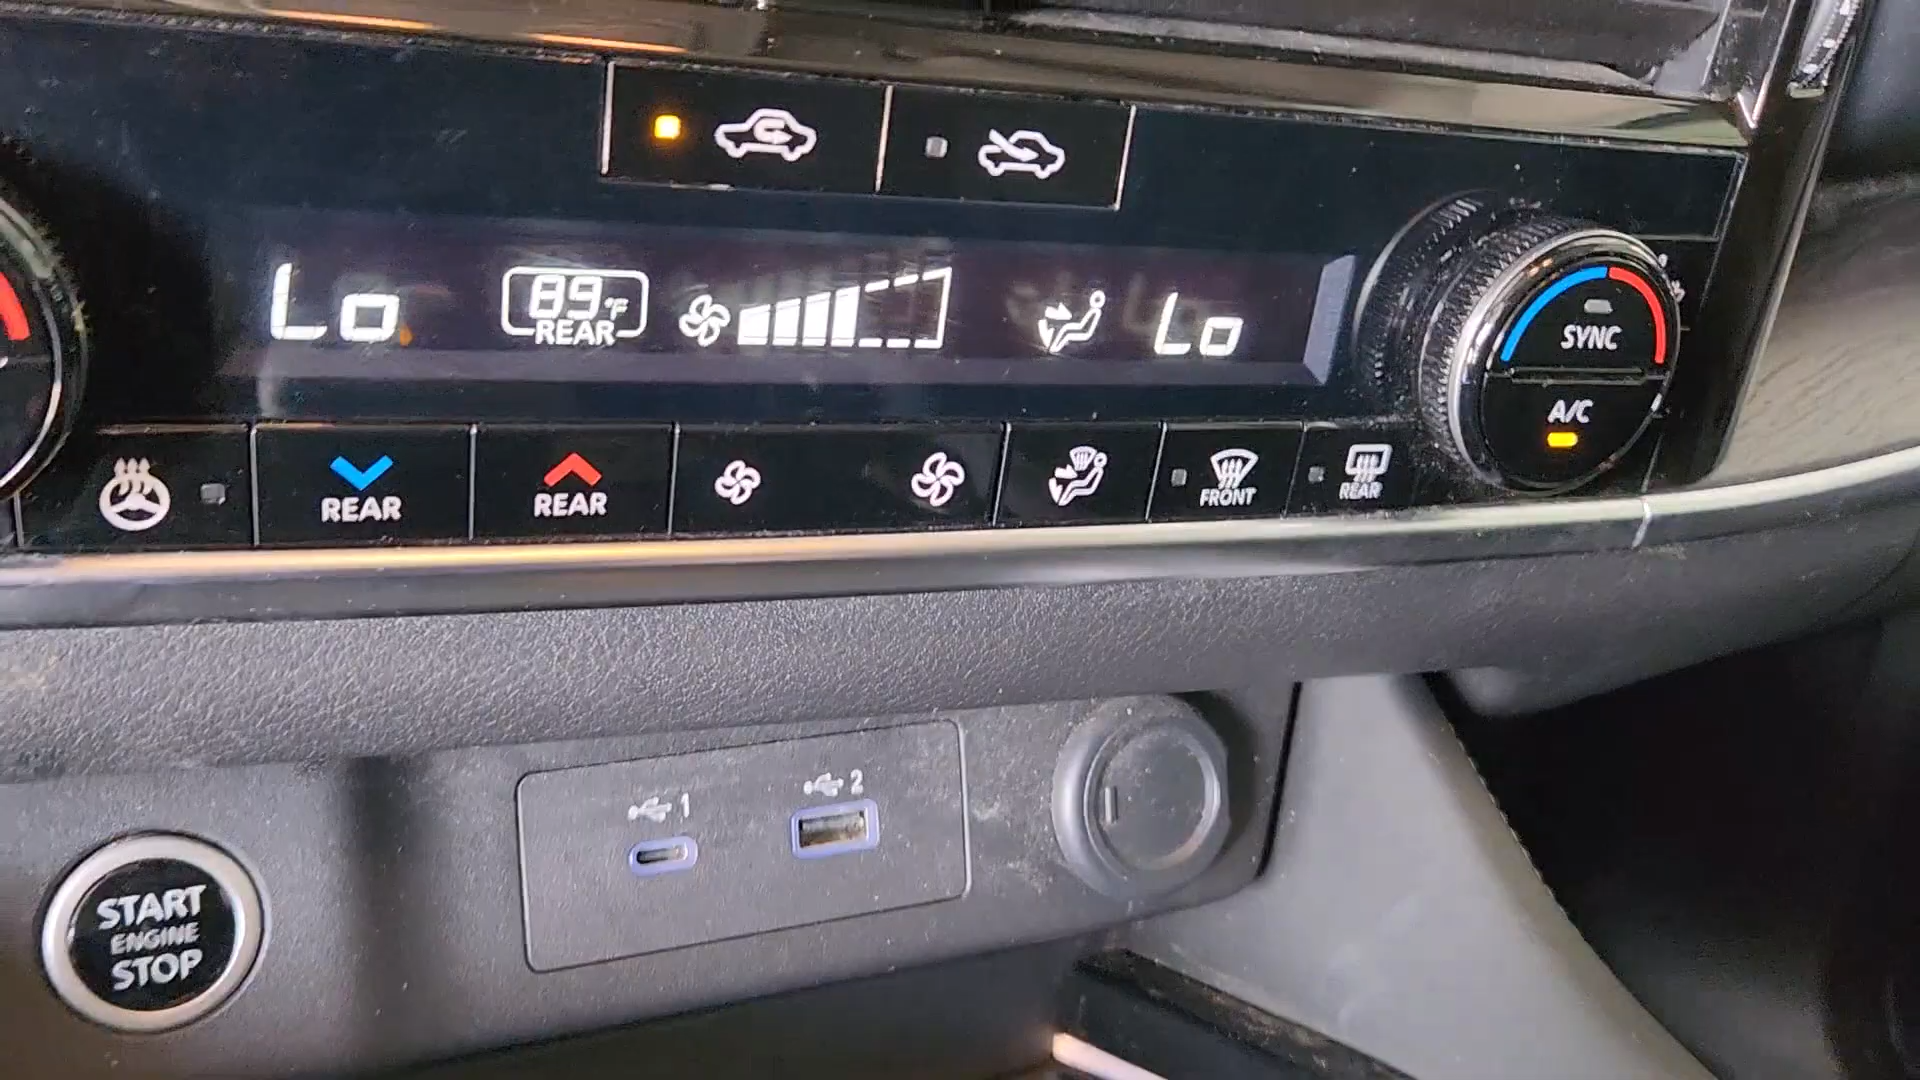 Lo
89°F
REAR
Lo
SYNC
A/C
REAR
REAR
FRONT
REAR
1
2
START
ENGINE
STOP